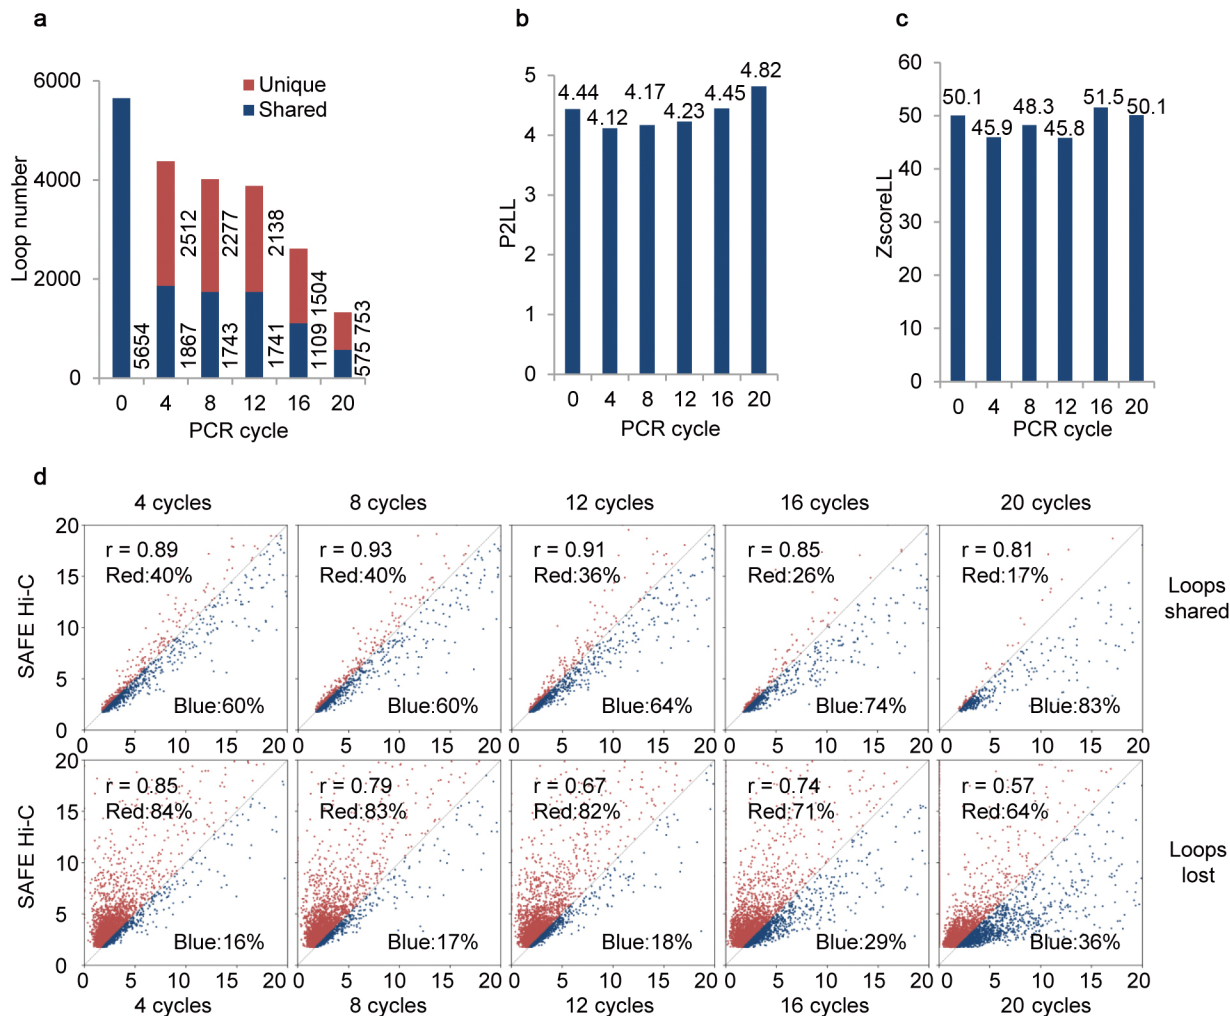 a
6000
4000
2000
0
Loop number
Unique
Shared
5654
2512
1867
2277
1743
2138
1741
1504
1109
753
575
0 4 8 12 16 20
PCR cycle
b
5
4
3
2
1
0
P2LL
4.44
4.12
4.17
4.23
4.45
4.82
0 4 8 12 16 20
PCR cycle
c
60
50
40
30
20
10
0
ZscoreLL
50.1
45.9
48.3
45.8
51.5
50.1
0 4 8 12 16 20
PCR cycle
d
4 cycles
8 cycles
12 cycles
16 cycles
20 cycles
SAFE Hi-C
20
15
10
5
0
r = 0.89
Red:40%
Blue:60%
r = 0.93
Red:40%
Blue:60%
r = 0.91
Red:36%
Blue:64%
r = 0.85
Red:26%
Blue:74%
r = 0.81
Red:17%
Blue:83%
Loops
shared
0 5 10 15 20
0 5 10 15 20
0 5 10 15 20
0 5 10 15 20
0 5 10 15 20
SAFE Hi-C
20
15
10
5
0
r = 0.85
Red:84%
Blue:16%
r = 0.79
Red:83%
Blue:17%
r = 0.67
Red:82%
Blue:18%
r = 0.74
Red:71%
Blue:29%
r = 0.57
Red:64%
Blue:36%
Loops
lost
0 5 10 15 20
0 5 10 15 20
0 5 10 15 20
0 5 10 15 20
0 5 10 15 20
4 cycles
8 cycles
12 cycles
16 cycles
20 cycles